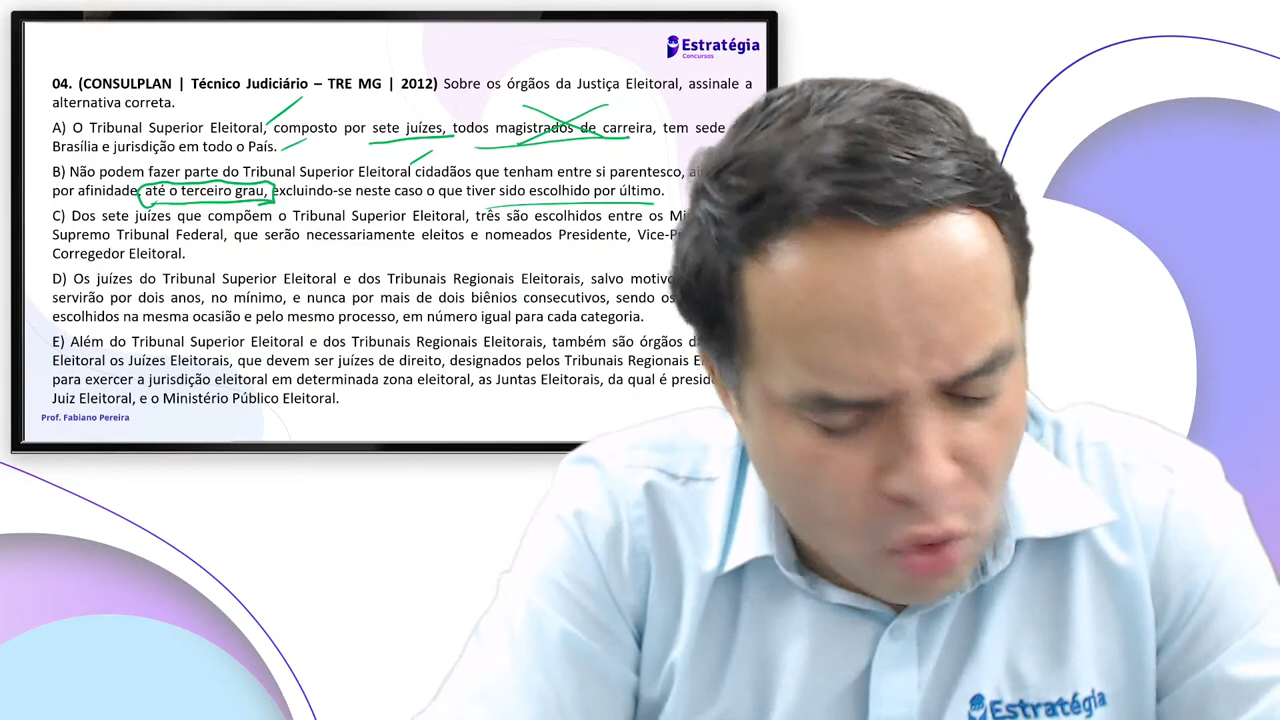 Estratégia
Concursos
04. (CONSULPLAN | Técnico Judiciário – TRE MG | 2012) Sobre os órgãos da Justiça Eleitoral, assinale a
alternativa correta.
A) O Tribunal Superior Eleitoral, composto por sete juízes, todos magistrados de carreira, tem sede
Brasília e jurisdição em todo o País.
B) Não podem fazer parte do Tribunal Superior Eleitoral cidadãos que tenham entre si parentesco,
por afinidade, até o terceiro grau, excluindo-se neste caso o que tiver sido escolhido por último.
C) Dos sete juízes que compõem o Tribunal Superior Eleitoral, três são escolhidos entre os
Supremo Tribunal Federal, que serão necessariamente eleitos e nomeados Presidente,
Corregedor Eleitoral.
D) Os juízes do Tribunal Superior Eleitoral e dos Tribunais Regionais Eleitorais, salvo
servirão por dois anos, no mínimo, e nunca por mais de dois biênios consecutivos, sendo
escolhidos na mesma ocasião e pelo mesmo processo, em número igual para cada categoria.
E) Além do Tribunal Superior Eleitoral e dos Tribunais Regionais Eleitorais, também são órgãos
Eleitoral os Juízes Eleitorais, que devem ser juízes de direito, designados pelos Tribunais Regionais
para exercer a jurisdição eleitoral em determinada zona eleitoral, as Juntas Eleitorais, da qual é
Juiz Eleitoral, e o Ministério Público Eleitoral.
Prof. Fabiano Pereira
Estratégia